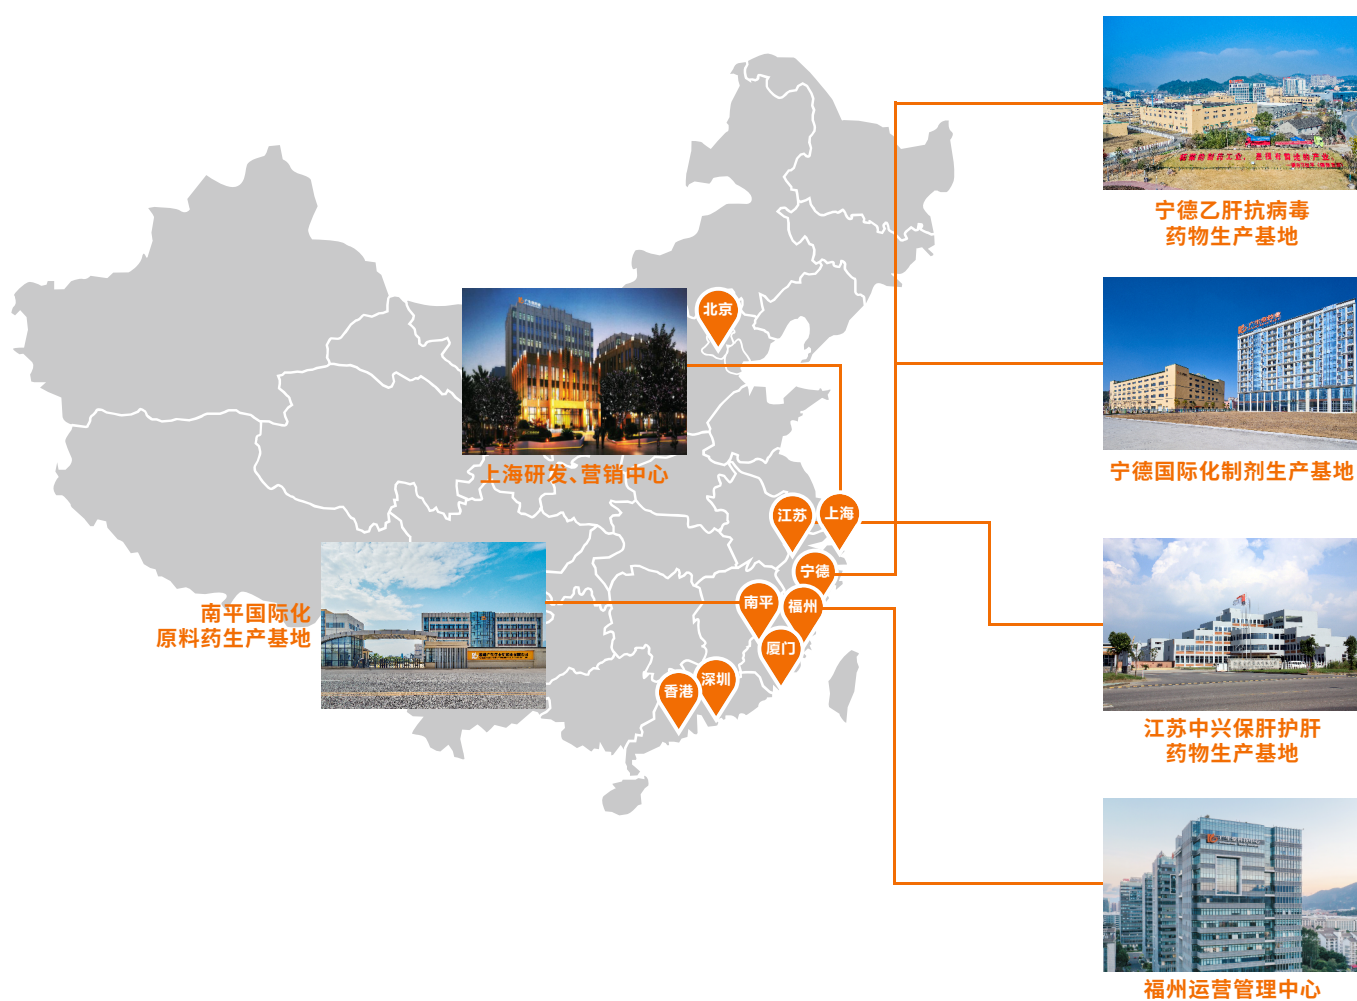 宁德乙肝抗病毒
药物生产基地
北京
宁德国际化制剂生产基地
上海研发、营销中心
江苏
上海
宁德
南平
福州
南平国际化
原料药生产基地
厦门
深圳
香港
江苏中兴保肝护肝
药物生产基地
福州运营管理中心